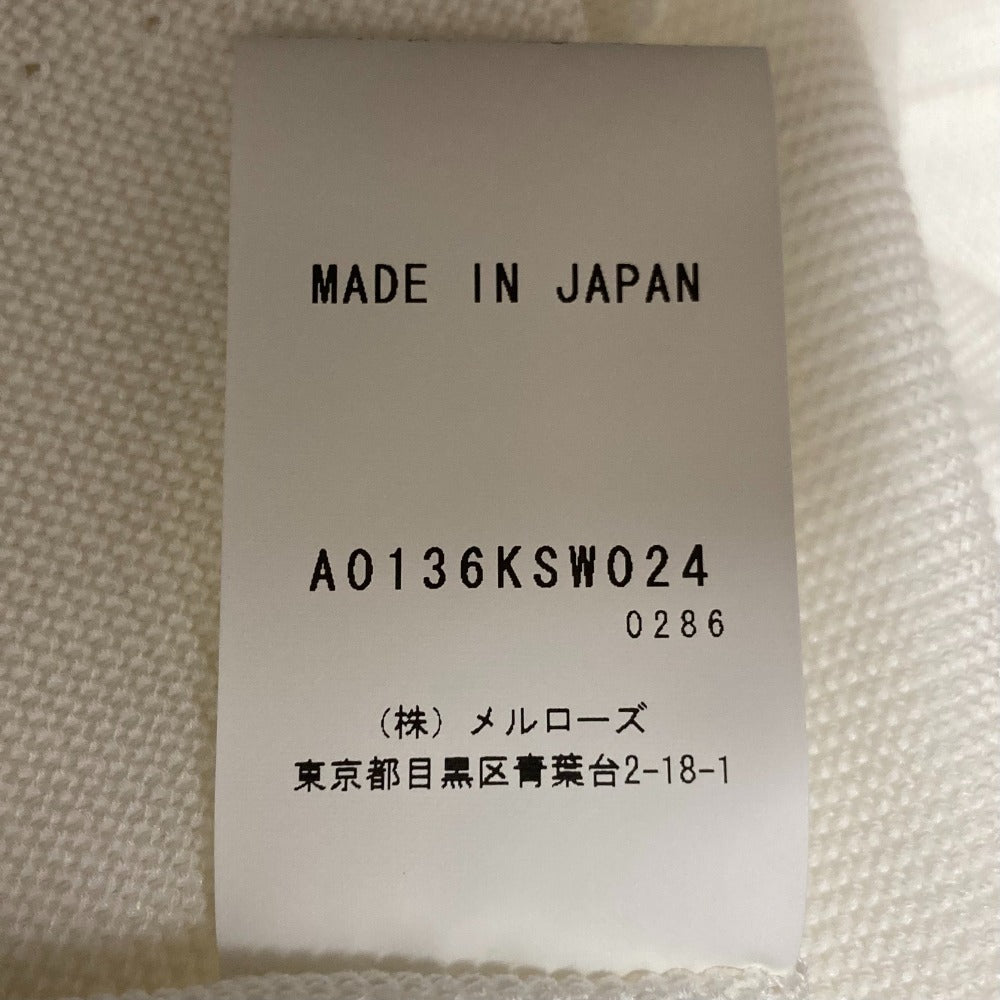 MADE IN JAPAN
A0136KSW024
0286
(株) メルローズ
東京都目黒区青葉台2-18-1